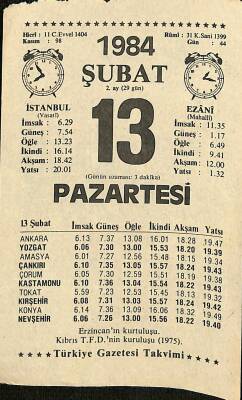 Hicrî : 11 C.Evvel 1404
Kasım : 98
1984
Rûmî : 31 K.Sani 1399
Gün : 44
ŞUBAT
2. ay (29 gün)
İSTANBUL
(Vasatî)
İmsak : 6.29
Güneş : 7.54
Öğle : 13.23
İkindi : 16.14
Akşam : 18.42
Yatsı : 20.01
13
(Günün uzaması: 3 dakika)
EZÂNÎ
(Mahallî)
İmsak : 11.35
Güneş : 1.17
Öğle : 6.49
İkindi : 9.41
Akşam : 12.00
Yatsı : 1.32
PAZARTESİ
13 Şubat İmsak Güneş Öğle İkindi Akşam Yatsı
ANKARA 6.13 7.37 13.08 16.01 18.28 19.47
YOZGAT 6.06 7.30 13.00 15.53 18.20 19.39
AMASYA 6.01 7.27 12.56 15.48 18.15 19.34
ÇANKIRI 6.10 7.35 13.05 15.57 18.24 19.43
ÇORUM 6.05 7.30 12.59 15.51 18.19 19.38
KASTAMONU 6.10 7.36 13.04 15.54 18.22 19.43
TOKAT 5.59 7.23 12.53 15.45 18.13 19.32
KIRŞEHİR 6.08 7.31 13.03 15.57 18.24 19.42
KONYA 6.14 7.36 13.09 16.06 18.32 19.48
NEVŞEHİR 6.06 7.26 13.00 15.56 18.22 19.40
Erzincan'ın kurtuluşu.
Kıbrıs T.F.D.'nin kuruluşu (1975).
★★★ Türkiye Gazetesi Takvimi ★★★